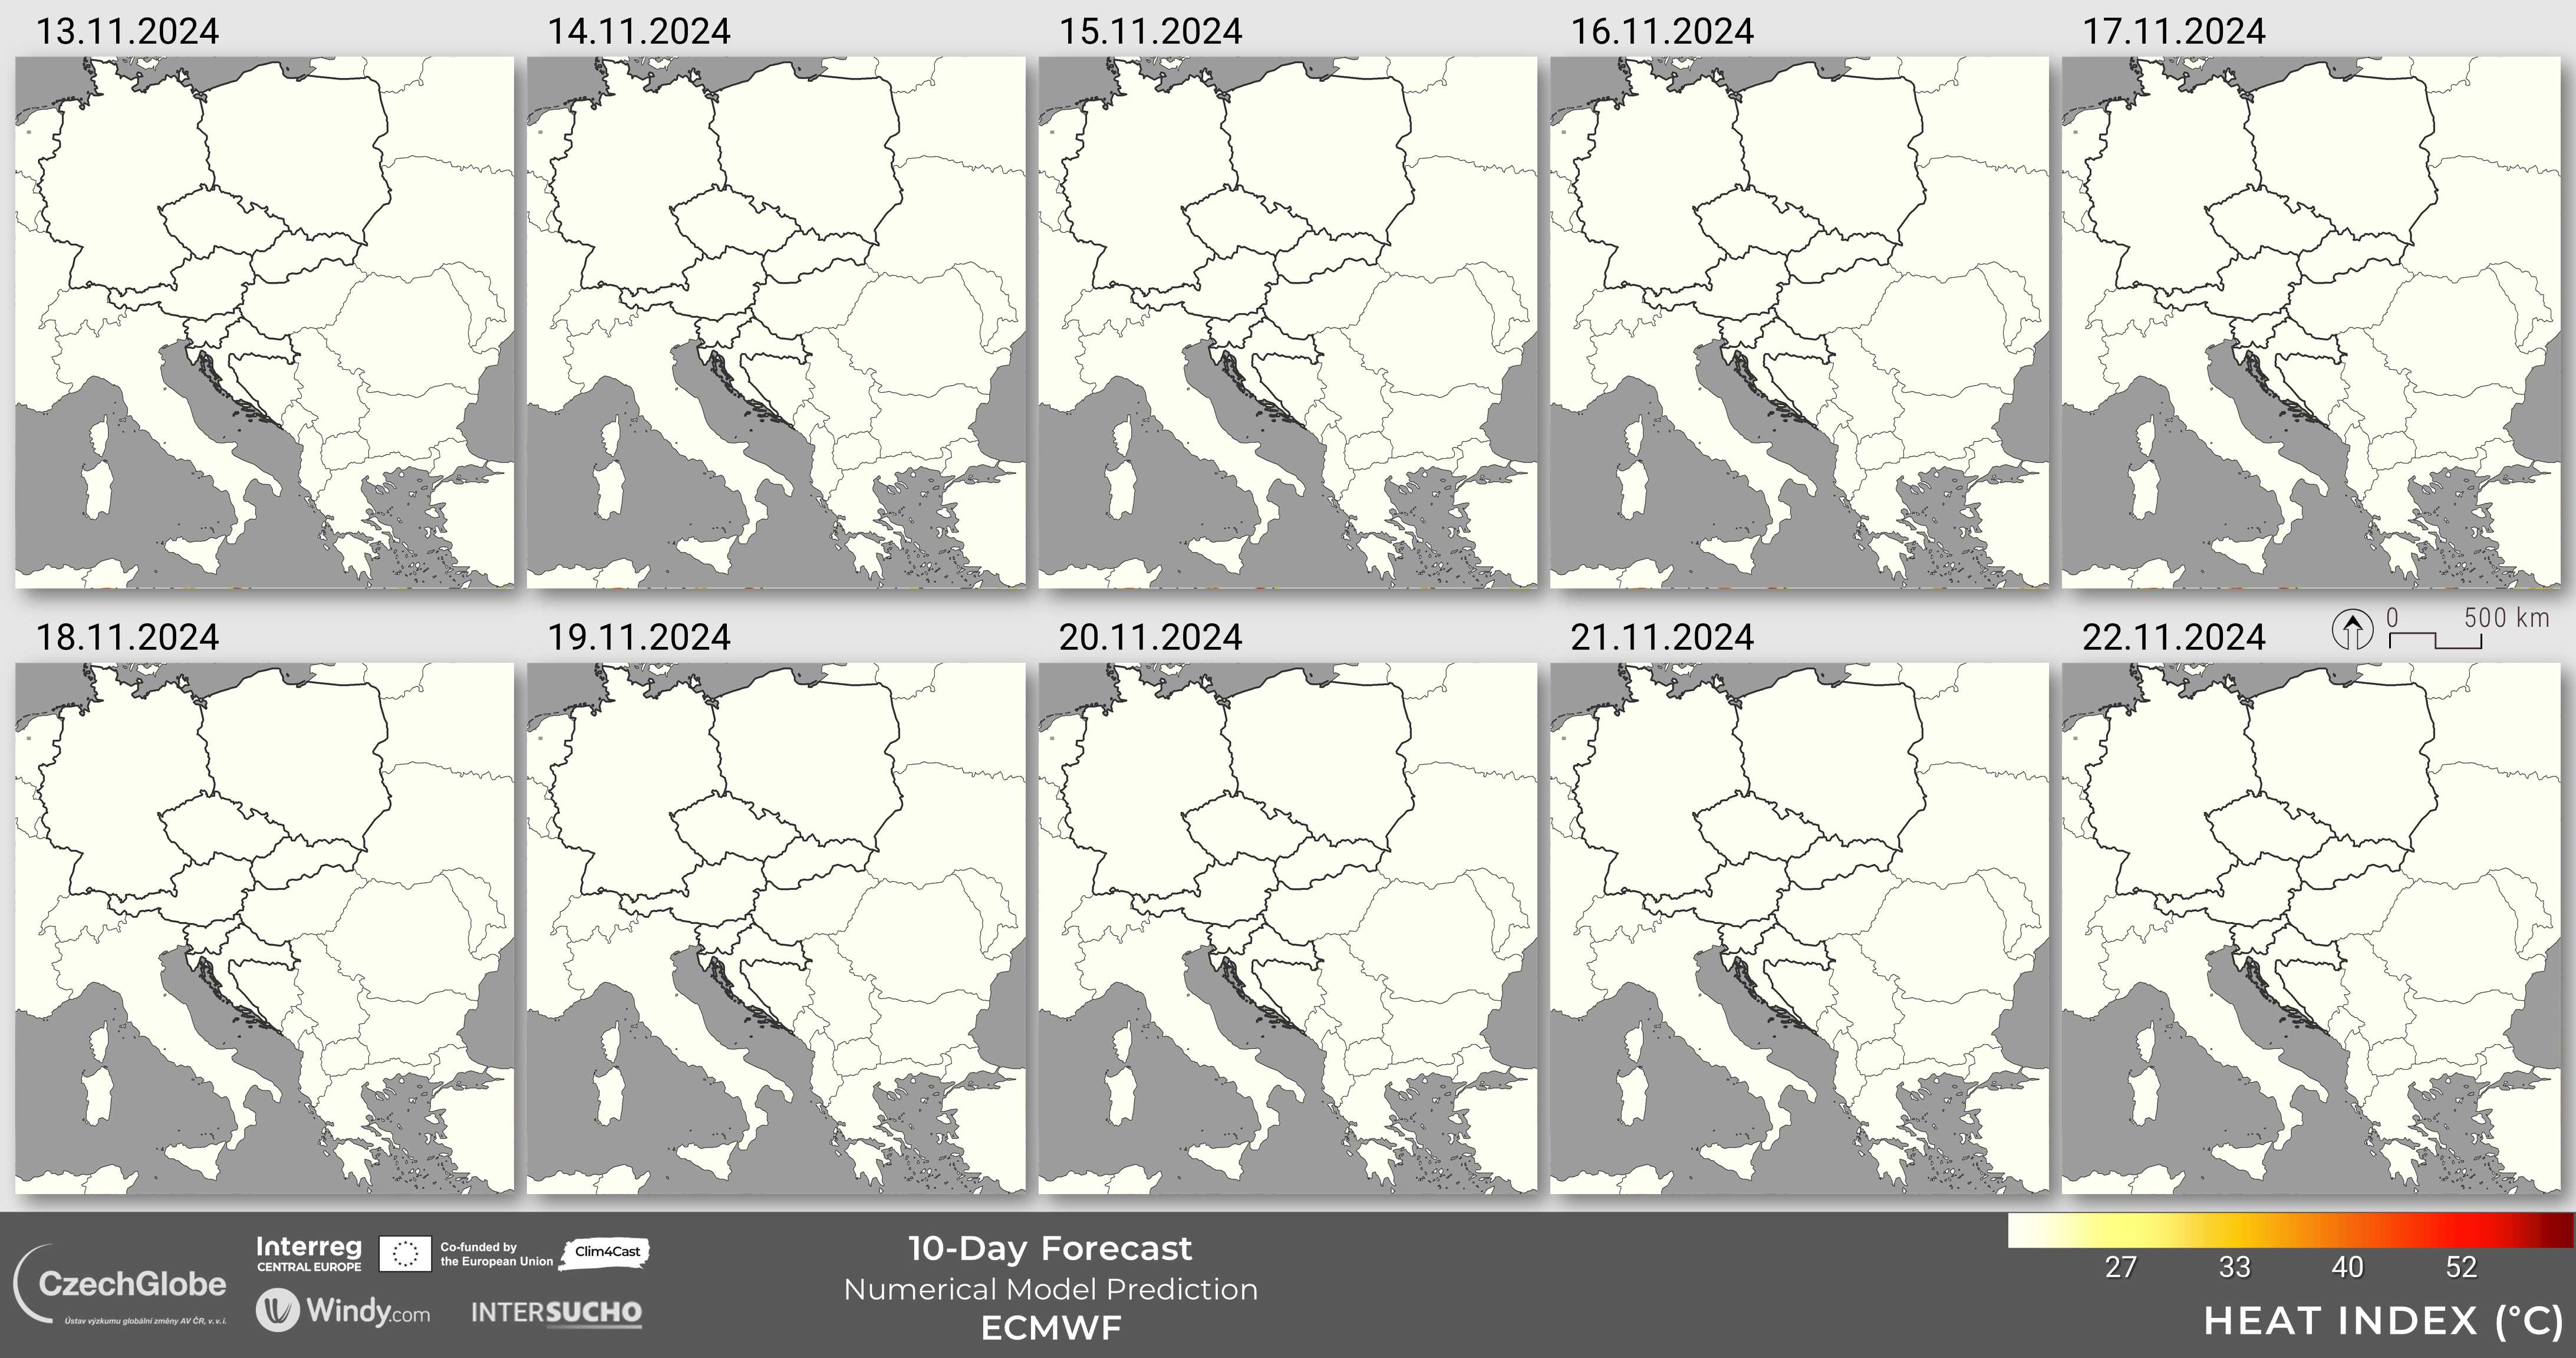 13.11.2024
14.11.2024
15.11.2024
16.11.2024
17.11.2024
0 500 km
18.11.2024
19.11.2024
20.11.2024
21.11.2024
22.11.2024
CzechGlobe
Ústav výzkumu globální změny AV ČR, v. v. i.
Interreg
CENTRAL EUROPE
Co-funded by
the European Union
Clim4Cast
Windy.com
INTERSUCHO
10-Day Forecast
Numerical Model Prediction
ECMWF
27 33 40 52
HEAT INDEX (°C)